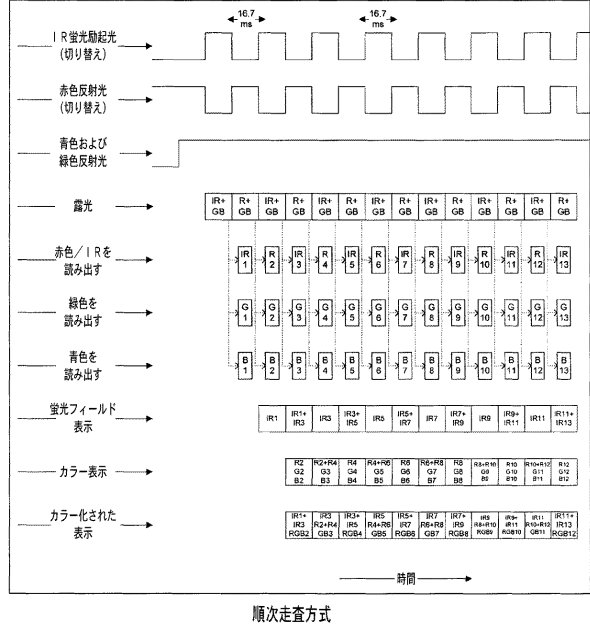 16.7
ms
16.7
ms
IR蛍光励起光
(切り替え)
赤色反射光
(切り替え)
青色および
緑色反射光
露光
IR+ R+ IR+ R+ IR+ R+ IR+ R+ IR+ R+ IR+ R+ IR+ R+
GB GB GB GB GB GB GB GB GB GB GB GB GB GB
赤色/IRを
読み出す
IR R IR R IR R IR R IR R IR R IR
1 2 3 4 5 6 7 8 9 10 11 12 13
緑色を
読み出す
G G G G G G G G G G G G G
1 2 3 4 5 6 7 8 9 10 11 12 13
青色を
読み出す
B B B B B B B B B B B B B
1 2 3 4 5 6 7 8 9 10 11 12 13
蛍光フィールド
表示
IR1 IR1+ IR3 IR3+ IR5 IR5+ IR7 IR7+ IR9 IR9+ IR11 IR11+
IR3 IR5 IR7 IR9 IR11 IR13
カラー表示
R2 R2+R4 R4 R4+R6 R6 R6+R8 R8 R8+R10 R10 R10+R12 R12
G2 G3 G4 G5 G6 G7 G8 G9 G10 G11 G12
B2 B3 B4 B5 B6 B7 B8 B9 B10 B11 B12
カラー化された
表示
IR1+ IR3 IR3+ IR5 IR5+ IR7 IR7+ IR9 IR9+ IR11 IR11+
IR3 R2+R4 IR5 R4+R6 IR7 R6+R8 IR9 R8+R10 IR11 R10+R12 IR13
RGB2 GB3 RGB4 GB5 RGB6 GB7 RGB8 RGB9 RGB10 GB11 RGB12
時間
順次走査方式